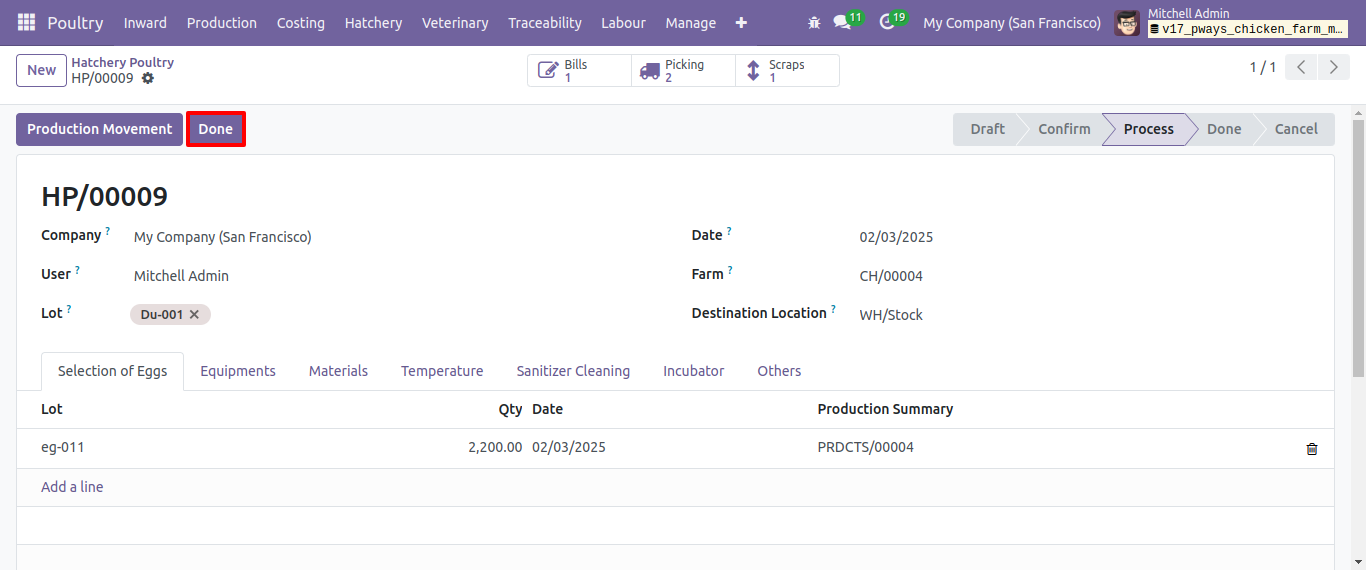 Poultry Inward Production Costing Hatchery Veterinary Traceability Labour Manage 11 19 My Company (San Francisco) Mitchell Admin
v17_pways_chicken_farm_m…
New Hatchery Poultry Bills Picking Scraps
HP/00009 1 2 1 1 / 1
Production Movement Done Draft Confirm Process Done Cancel
HP/00009
Company ? My Company (San Francisco) Date ? 02/03/2025
User ? Mitchell Admin Farm ? CH/00004
Lot ? Du-001 Destination Location ? WH/Stock
Selection of Eggs Equipments Materials Temperature Sanitizer Cleaning Incubator Others
Lot Qty Date Production Summary
eg-011 2,200.00 02/03/2025 PRDCTS/00004
Add a line